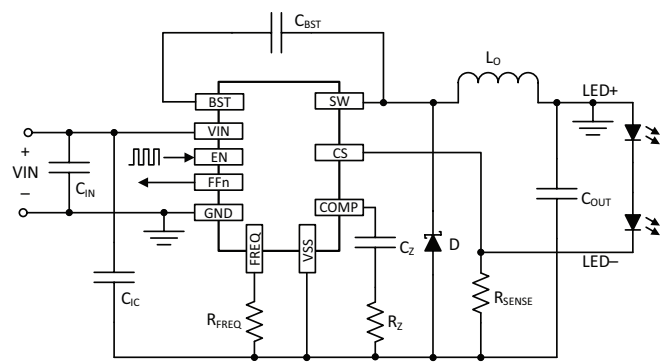 CBST
LO
LED+
BST
SW
VIN
+
VIN
–
CIN
EN
CS
FFn
GND
COMP
FREQ
VSS
CZ
D
COUT
LED–
CIC
RFREQ
RZ
RSENSE